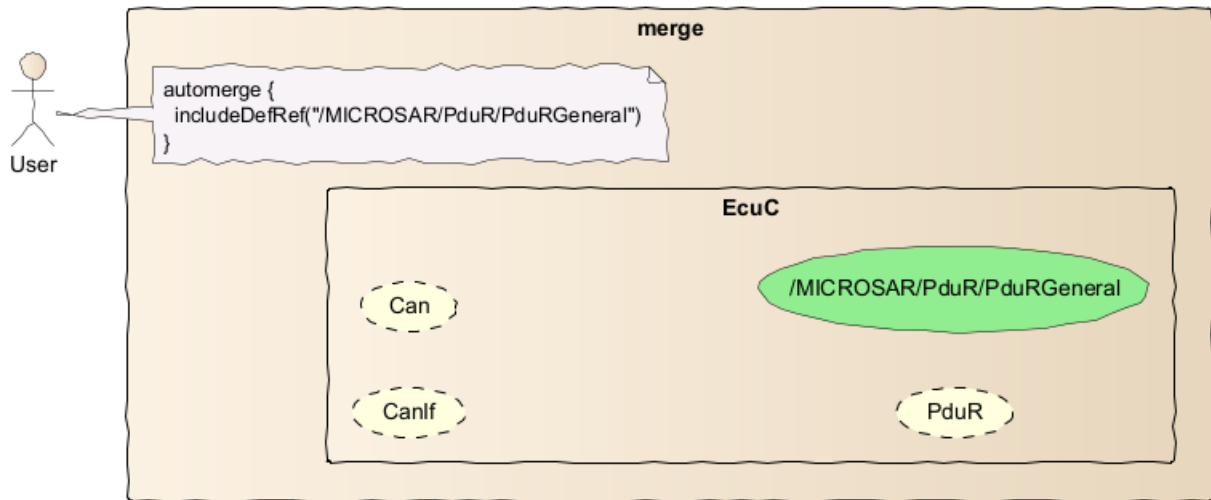 merge
automerge {
includeDefRef("/MICROSAR/PduR/PduRGeneral")
}
User
EcuC
/MICROSAR/PduR/PduRGeneral
Can
CanIf
PduR